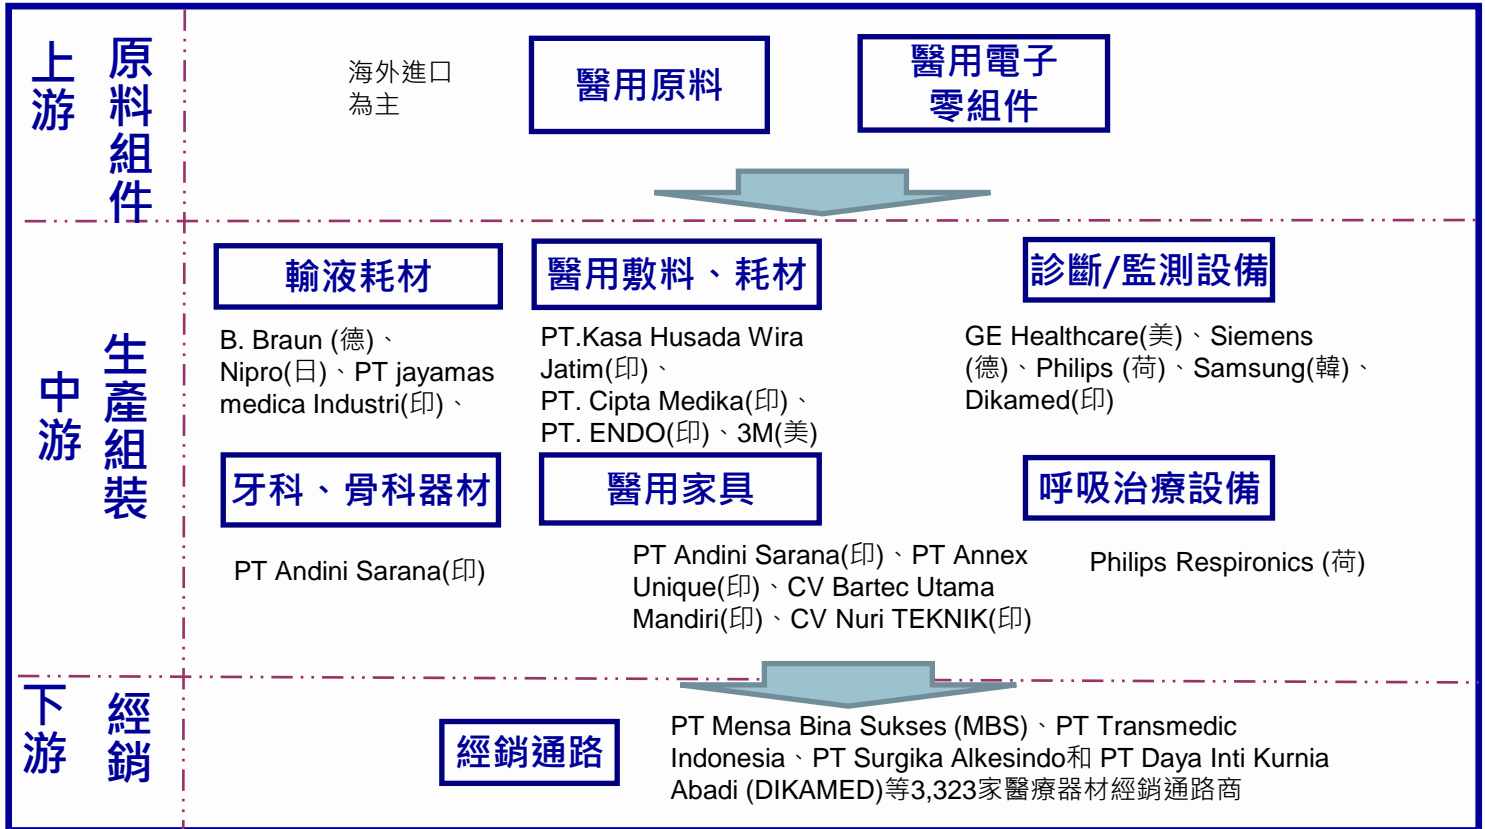 上游
原料組件
海外進口
為主
醫用原料
醫用電子
零組件
中游
生產組裝
輸液耗材
B. Braun (德)、
Nipro(日)、PT jayamas
medica Industri(印)、
醫用敷料、耗材
PT.Kasa Husada Wira
Jatim(印)、
PT. Cipta Medika(印)、
PT. ENDO(印)、3M(美)
診斷/監測設備
GE Healthcare(美)、Siemens
(德)、Philips (荷)、Samsung(韓)、
Dikamed(印)
牙科、骨科器材
PT Andini Sarana(印)
醫用家具
PT Andini Sarana(印)、PT Annex
Unique(印)、CV Bartec Utama
Mandiri(印)、CV Nuri TEKNIK(印)
呼吸治療設備
Philips Respironics (荷)
下游
經銷
經銷通路
PT Mensa Bina Sukses (MBS)、PT Transmedic
Indonesia、PT Surgika Alkesindo和 PT Daya Inti Kurnia
Abadi (DIKAMED)等3,323家醫療器材經銷通路商